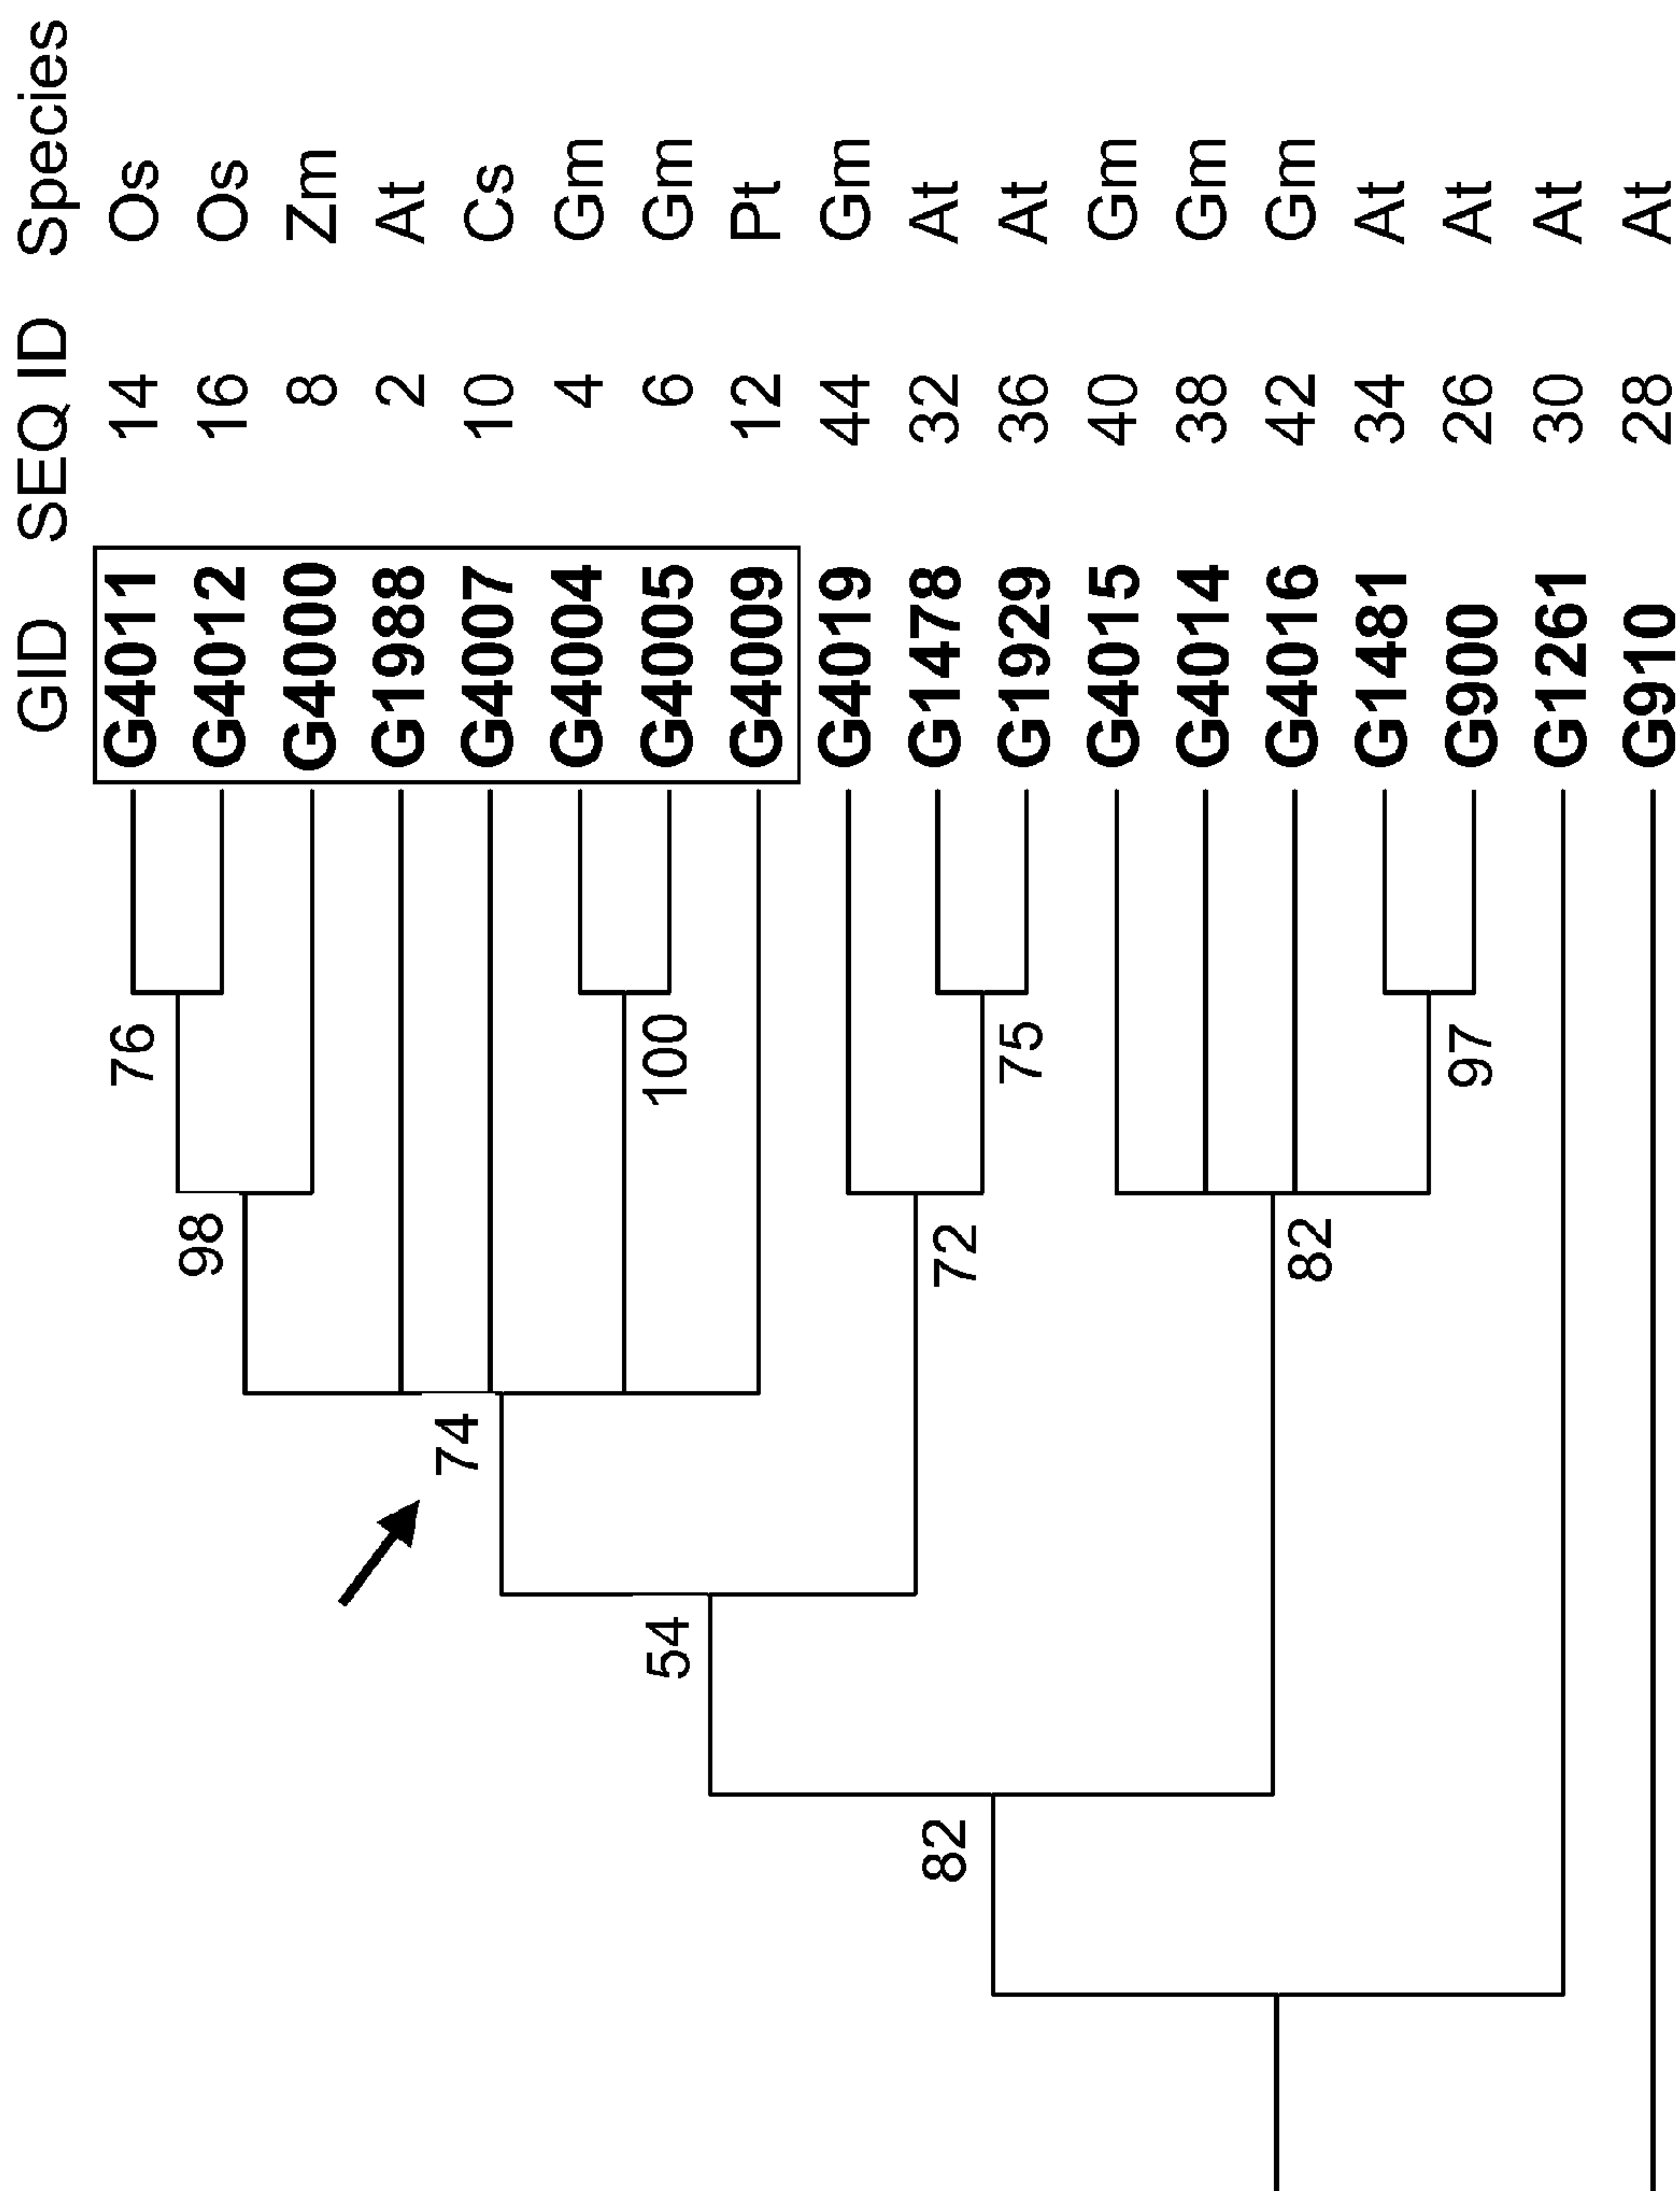 GID SEQ ID Species
G4011 14 Os
G4012 16 Os
G4000 8 Zm
G1988 2 At
G4007 10 Cs
G4004 4 Gm
G4005 6 Gm
G4009 12 Pt
G4019 44 Gm
G1478 32 At
G1929 36 At
G4015 40 Gm
G4014 38 Gm
G4016 42 Gm
G1481 34 At
G900 26 At
G1261 30 At
G910 28 At
76
98
100
74
75
72
54
97
82
82